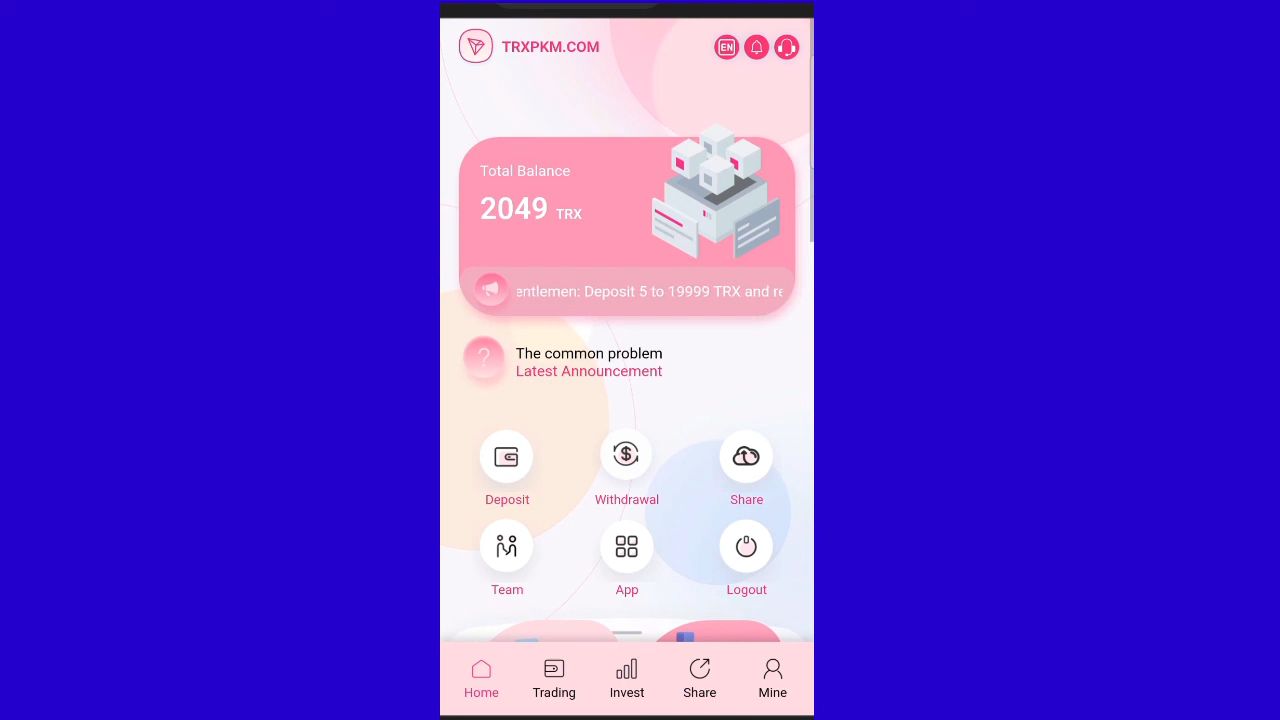 TRXPKM.COM
EN
Total Balance
2049 TRX
entlemen: Deposit 5 to 19999 TRX and re
?
The common problem
Latest Announcement
Deposit
Withdrawal
Share
Team
App
Logout
Home
Trading
Invest
Share
Mine